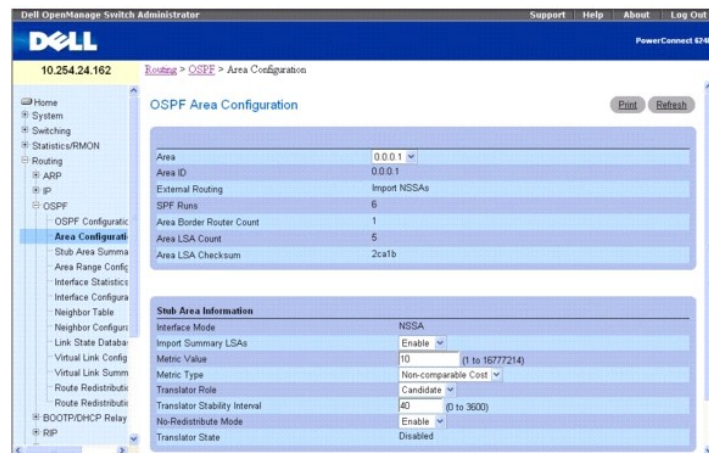 Dell OpenManage Switch Administrator
Support Help About Log Out
DELL
PowerConnect 624
10.254.24.162
Routing > OSPF > Area Configuration
Home
System
Switching
Statistics/RMON
Routing
ARP
IP
OSPF
OSPF Configuratic
Area Configurati
Stub Area Summa
Area Range Config
Interface Statistics
Interface Configura
Neighbor Table
Neighbor Configura
Link State Databas
Virtual Link Config
Virtual Link Summ
Route Redistributic
Route Redistributic
BOOTP/DHCP Relay
RIP
OSPF Area Configuration
Print Refresh
Area 0.0.0.1
Area ID 0.0.0.1
External Routing Import NSSAs
SPF Runs 6
Area Border Router Count 1
Area LSA Count 5
Area LSA Checksum 2ca1b
Stub Area Information
Interface Mode NSSA
Import Summary LSAs Enable
Metric Value 10 (1 to 16777214)
Metric Type Non-comparable Cost
Translator Role Candidate
Translator Stability Interval 40 (0 to 3600)
No-Redistribute Mode Enable
Translator State Disabled